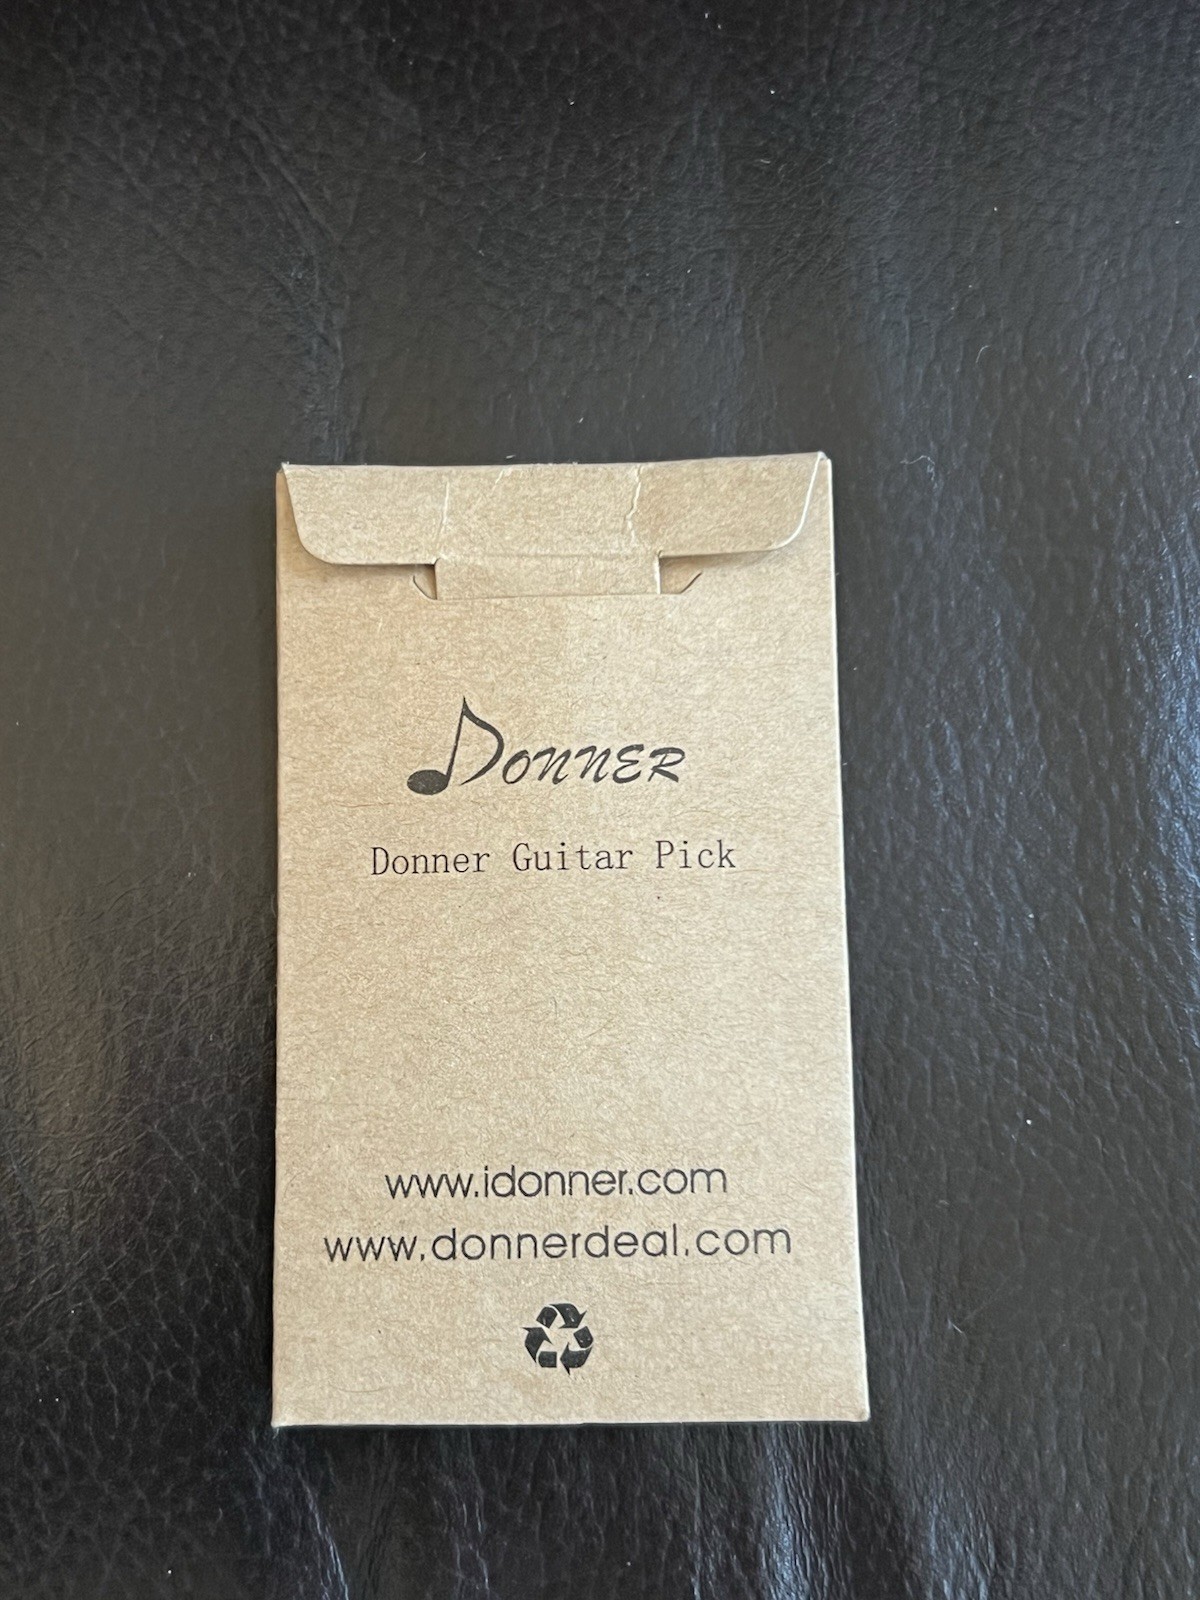 DONNER
Donner Guitar Pick
www.idonner.com
www.donnerdeal.com